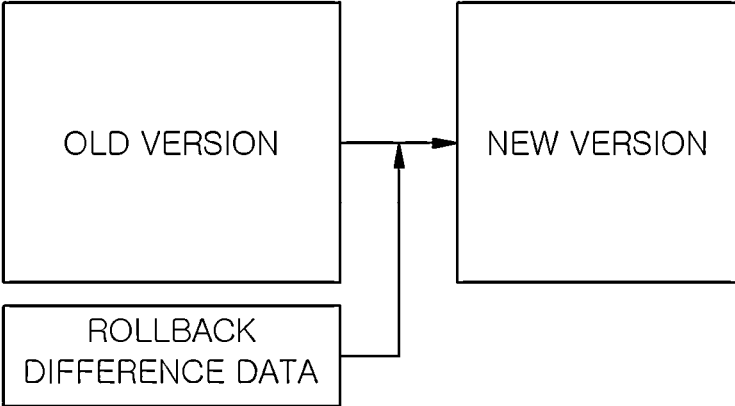 OLD VERSION
NEW VERSION
ROLLBACK
DIFFERENCE DATA